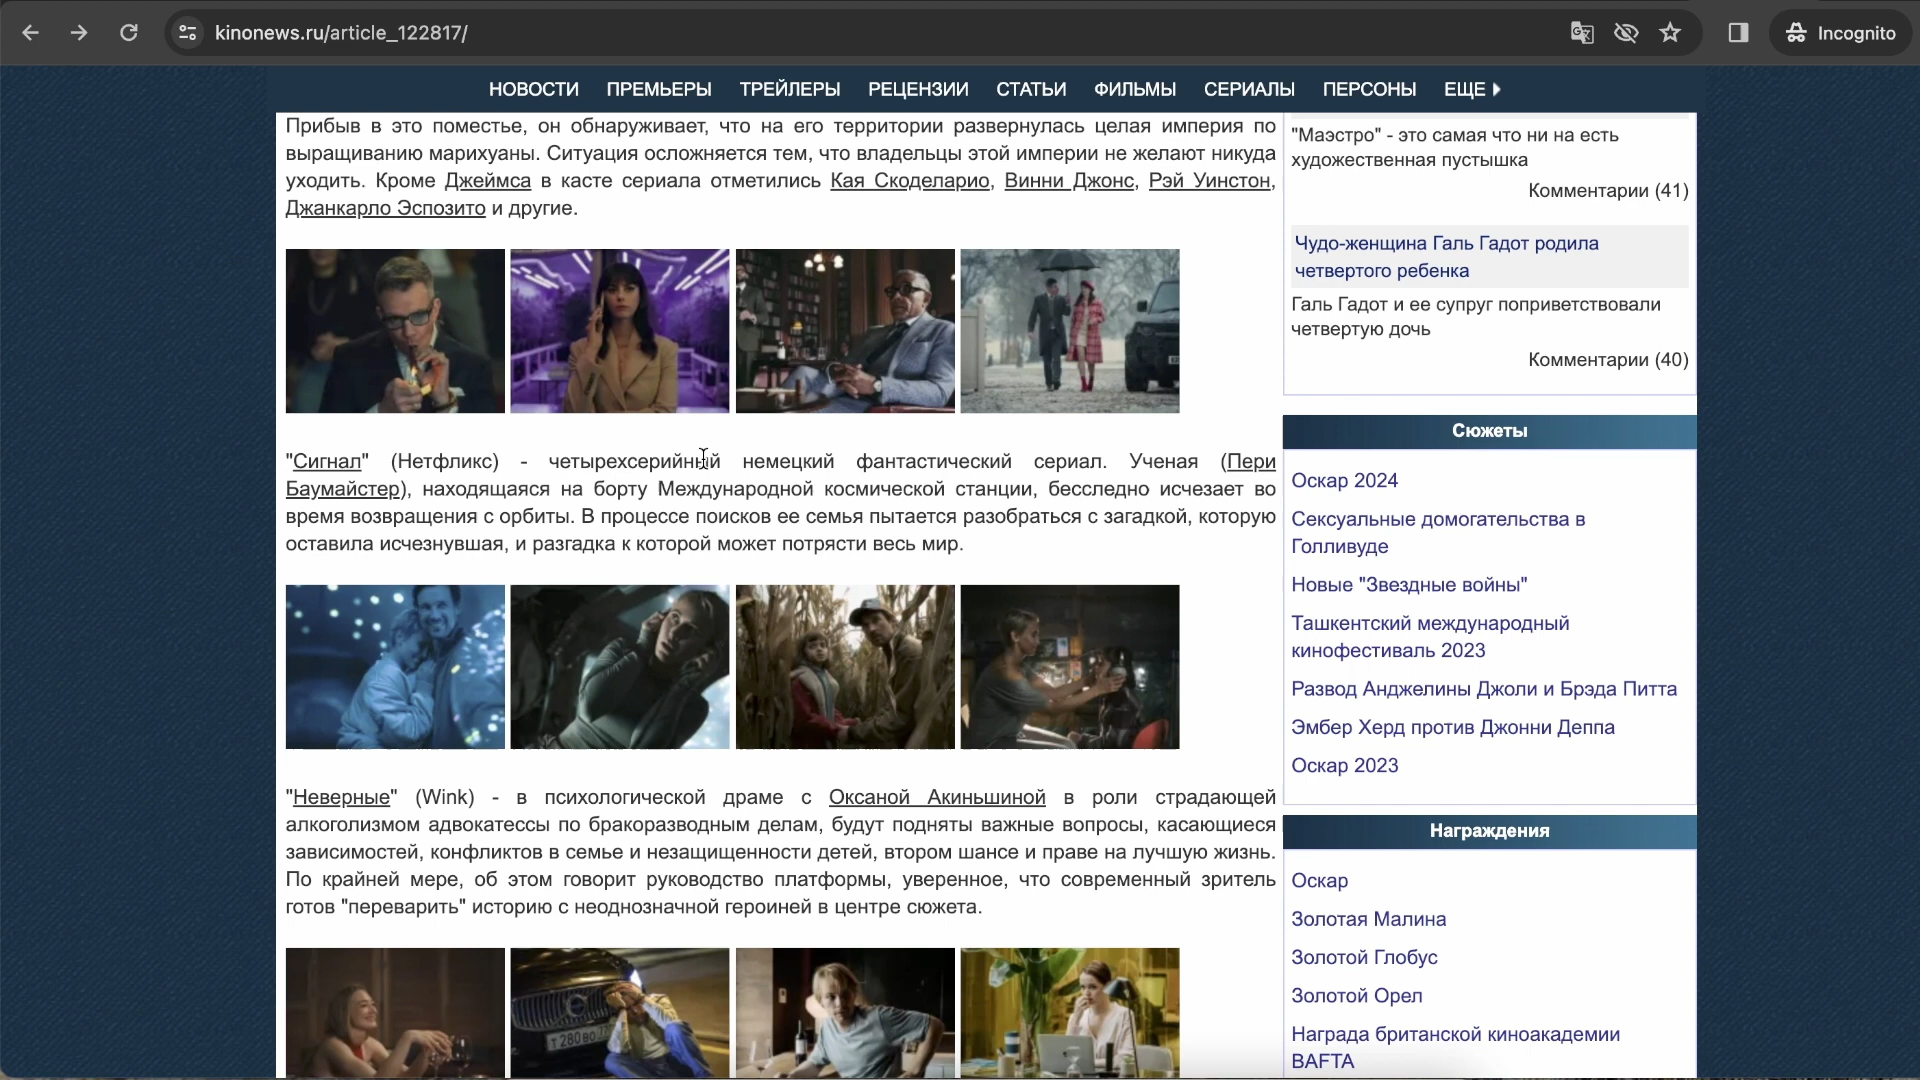 kinonews.ru/article_122817/
Incognito
НОВОСТИ ПРЕМЬЕРЫ ТРЕЙЛЕРЫ РЕЦЕНЗИИ СТАТЬИ ФИЛЬМЫ СЕРИАЛЫ ПЕРСОНЫ ЕЩЕ
Прибыв в это поместье, он обнаруживает, что на его территории развернулась целая империя по
выращиванию марихуаны. Ситуация осложняется тем, что владельцы этой империи не желают никуда
уходить. Кроме Джеймса в касте сериала отметились Кая Скоделарио, Винни Джонс, Рэй Уинстон,
Джанкарло Эспозито и другие.
"Сигнал" (Нетфликс) - четырехсерийный немецкий фантастический сериал. Ученая (Пери
Баумайстер), находящаяся на борту Международной космической станции, бесследно исчезает во
время возвращения с орбиты. В процессе поисков ее семья пытается разобраться с загадкой, которую
оставила исчезнувшая, и разгадка к которой может потрясти весь мир.
"Неверные" (Wink) - в психологической драме с Оксаной Акиньшиной в роли страдающей
алкоголизмом адвокатессы по бракоразводным делам, будут подняты важные вопросы, касающиеся
зависимостей, конфликтов в семье и незащищенности детей, втором шансе и праве на лучшую жизнь.
По крайней мере, об этом говорит руководство платформы, уверенное, что современный зритель
готов "переварить" историю с неоднозначной героиней в центре сюжета.
"Маэстро" - это самая что ни на есть
художественная пустышка
Комментарии (41)
Чудо-женщина Галь Гадот родила
четвертого ребенка
Галь Гадот и ее супруг поприветствовали
четвертую дочь
Комментарии (40)
Сюжеты
Оскар 2024
Сексуальные домогательства в
Голливуде
Новые "Звездные войны"
Ташкентский международный
кинофестиваль 2023
Развод Анджелины Джоли и Брэда Питта
Эмбер Херд против Джонни Деппа
Оскар 2023
Награждения
Оскар
Золотая Малина
Золотой Глобус
Золотой Орел
Награда британской киноакадемии
BAFTA